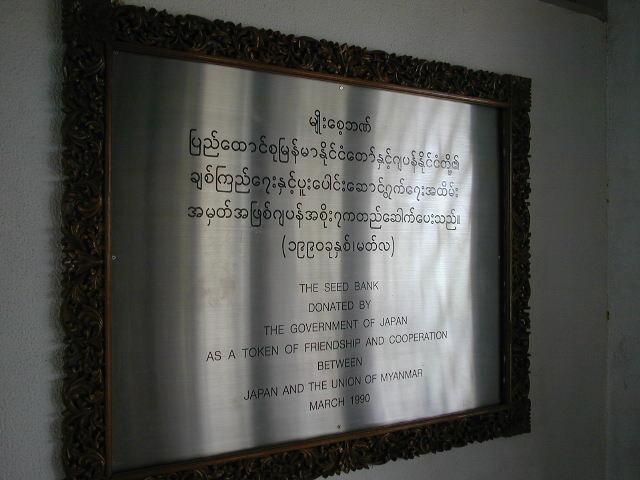 မျိုးစေ့ဘဏ်
ပြည်ထောင်စုမြန်မာနိုင်ငံတော်နှင့်ဂျပန်နိုင်ငံတို့၏
ချစ်ကြည်ရေးနှင့်ပူးပေါင်းဆောင်ရွက်ရေးအထိမ်း
အမှတ်အဖြစ်ဂျပန်အစိုးရကတည်ဆောက်ပေးသည်။
(၁၉၉၀ခုနှစ်၊မတ်လ)
THE SEED BANK
DONATED BY
THE GOVERNMENT OF JAPAN
AS A TOKEN OF FRIENDSHIP AND COOPERATION
BETWEEN
JAPAN AND THE UNION OF MYANMAR
MARCH 1990